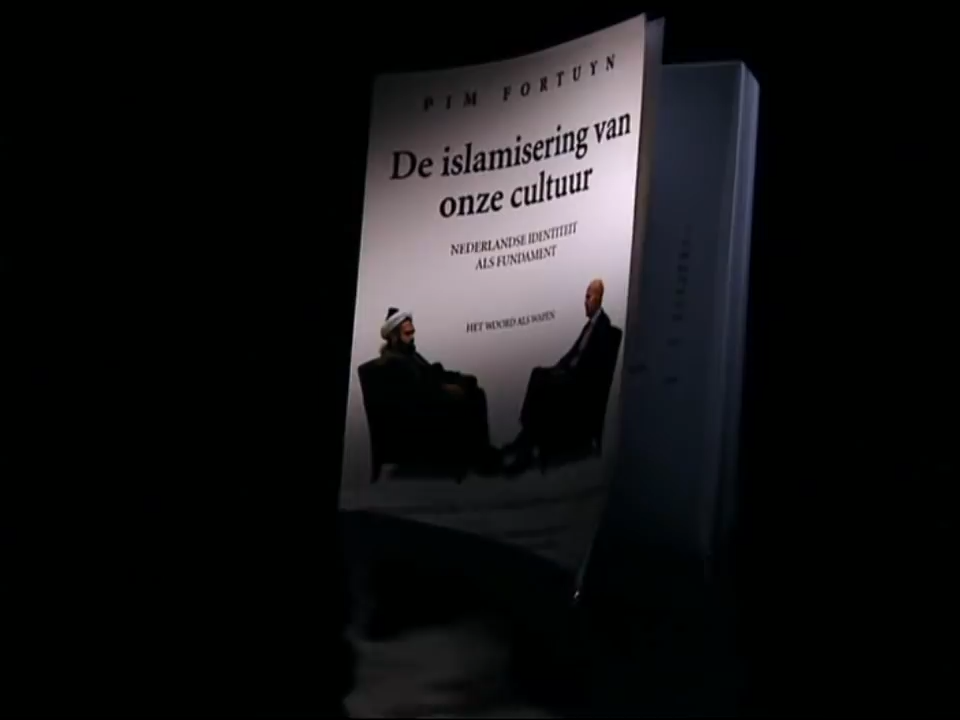 PIM FORTUYN
De islamisering van
onze cultuur
NEDERLANDSE IDENTITEIT
ALS FUNDAMENT
HET WOORD ALS WAPEN